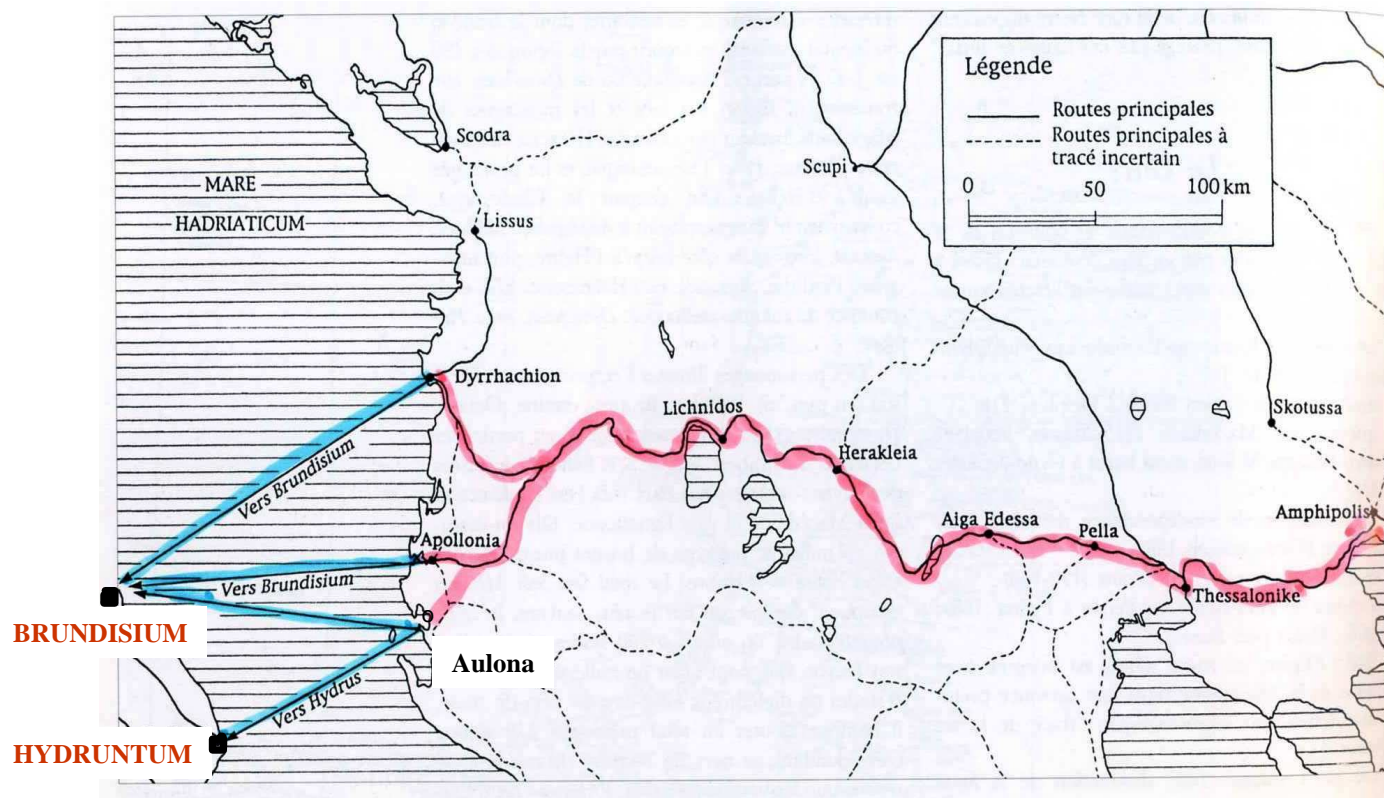 Légende
Routes principales
Routes principales à
tracé incertain
0 50 100 km
Scodra
Scupi
MARE
HADRIATICUM
Lissus
Dyrrhachion
Lichnidos
Skotussa
Herakleia
Vers Brundisium
Amphipolis
Aiga Edessa
Pella
Apollonia
Vers Brundisium
Thessalonike
BRUNDISIUM
Aulona
Vers Hydrus
HYDRUNTUM